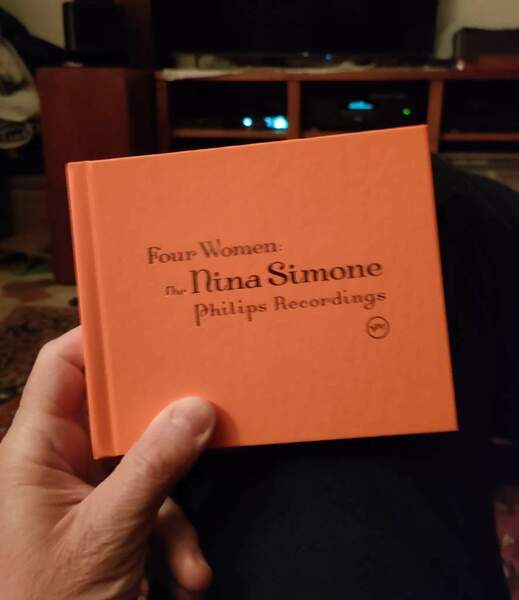 Four Women:
The Nina Simone
Philips Recordings